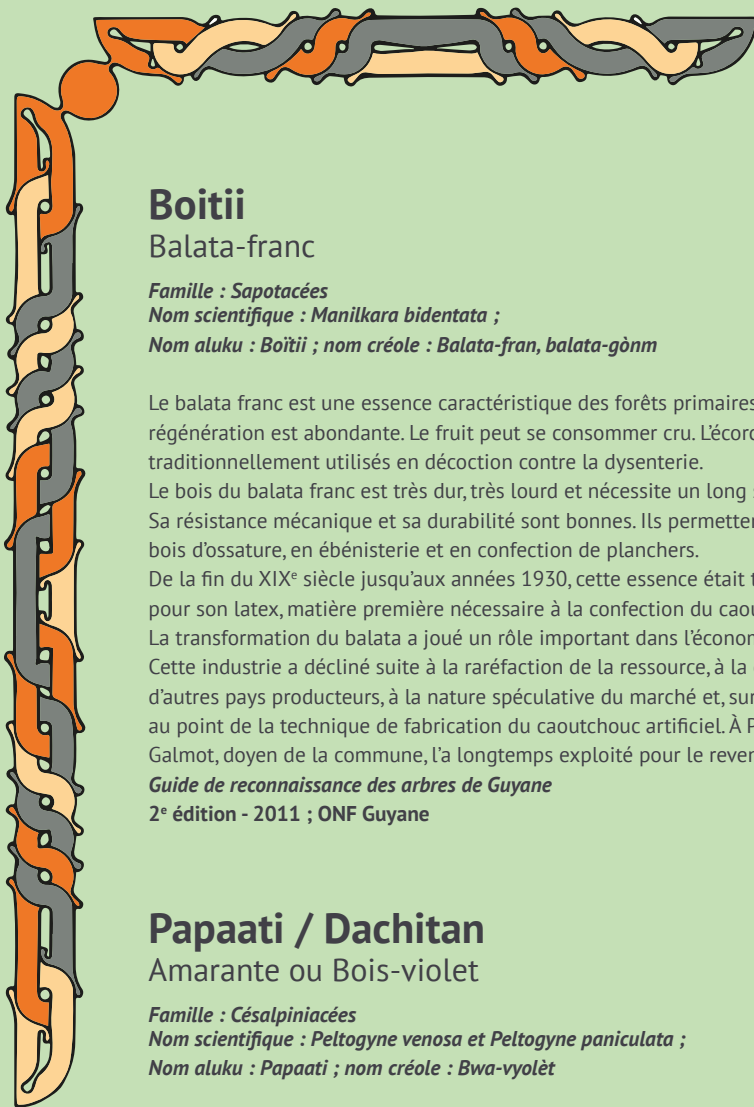 Boitii
Balata-franc
Famille : Sapotacées
Nom scientifique : Manilkara bidentata ;
Nom aluku : Boïtii ; nom créole : Balata-fran, balata-gònm
Le balata franc est une essence caractéristique des forêts primaires
régénération est abondante. Le fruit peut se consommer cru. L’écorc
traditionnellement utilisés en décoction contre la dysenterie.
Le bois du balata franc est très dur, très lourd et nécessite un long
Sa résistance mécanique et sa durabilité sont bonnes. Ils permetten
bois d’ossature, en ébénisterie et en confection de planchers.
De la fin du XIXe siècle jusqu’aux années 1930, cette essence était
pour son latex, matière première nécessaire à la confection du caou
La transformation du balata a joué un rôle important dans l’économ
Cette industrie a décliné suite à la raréfaction de la ressource, à la
d’autres pays producteurs, à la nature spéculative du marché et, sur
au point de la technique de fabrication du caoutchouc artificiel. À P
Galmot, doyen de la commune, l’a longtemps exploité pour le reven
Guide de reconnaissance des arbres de Guyane
2e édition - 2011 ; ONF Guyane
Papaati / Dachitan
Amarante ou Bois-violet
Famille : Césalpiniacées
Nom scientifique : Peltogyne venosa et Peltogyne paniculata ;
Nom aluku : Papaati ; nom créole : Bwa-vyolèt